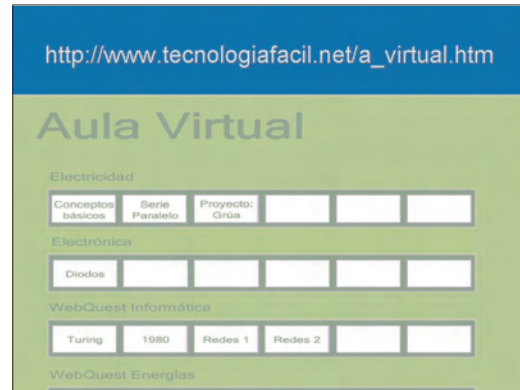 http://www.tecnologiafacil.net/a_virtual.htm
Aula Virtual
Electricidad
Conceptos básicos
Serie Paralelo
Proyecto: Grúa
Electrónica
Diodos
WebQuest Informática
Turing
1980
Redes 1
Redes 2
WebQuest Energías